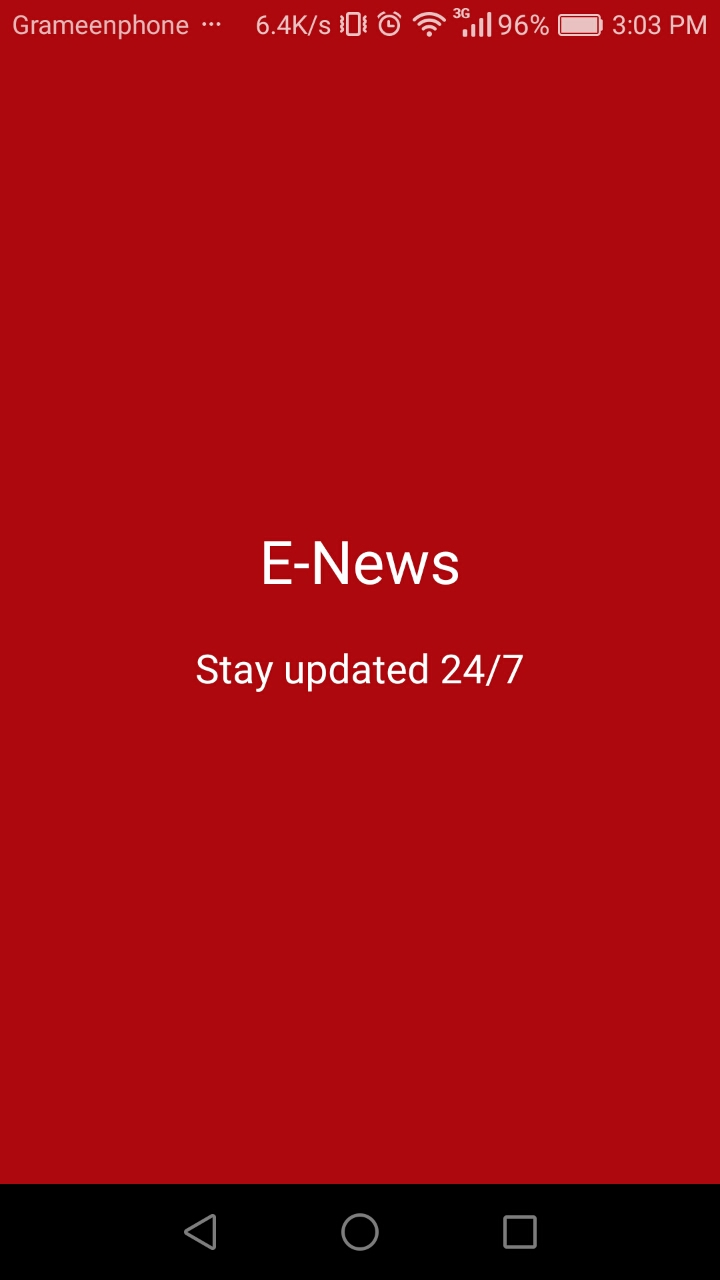 Grameenphone ... 6.4K/s 3G 96% 3:03 PM
E-News
Stay updated 24/7